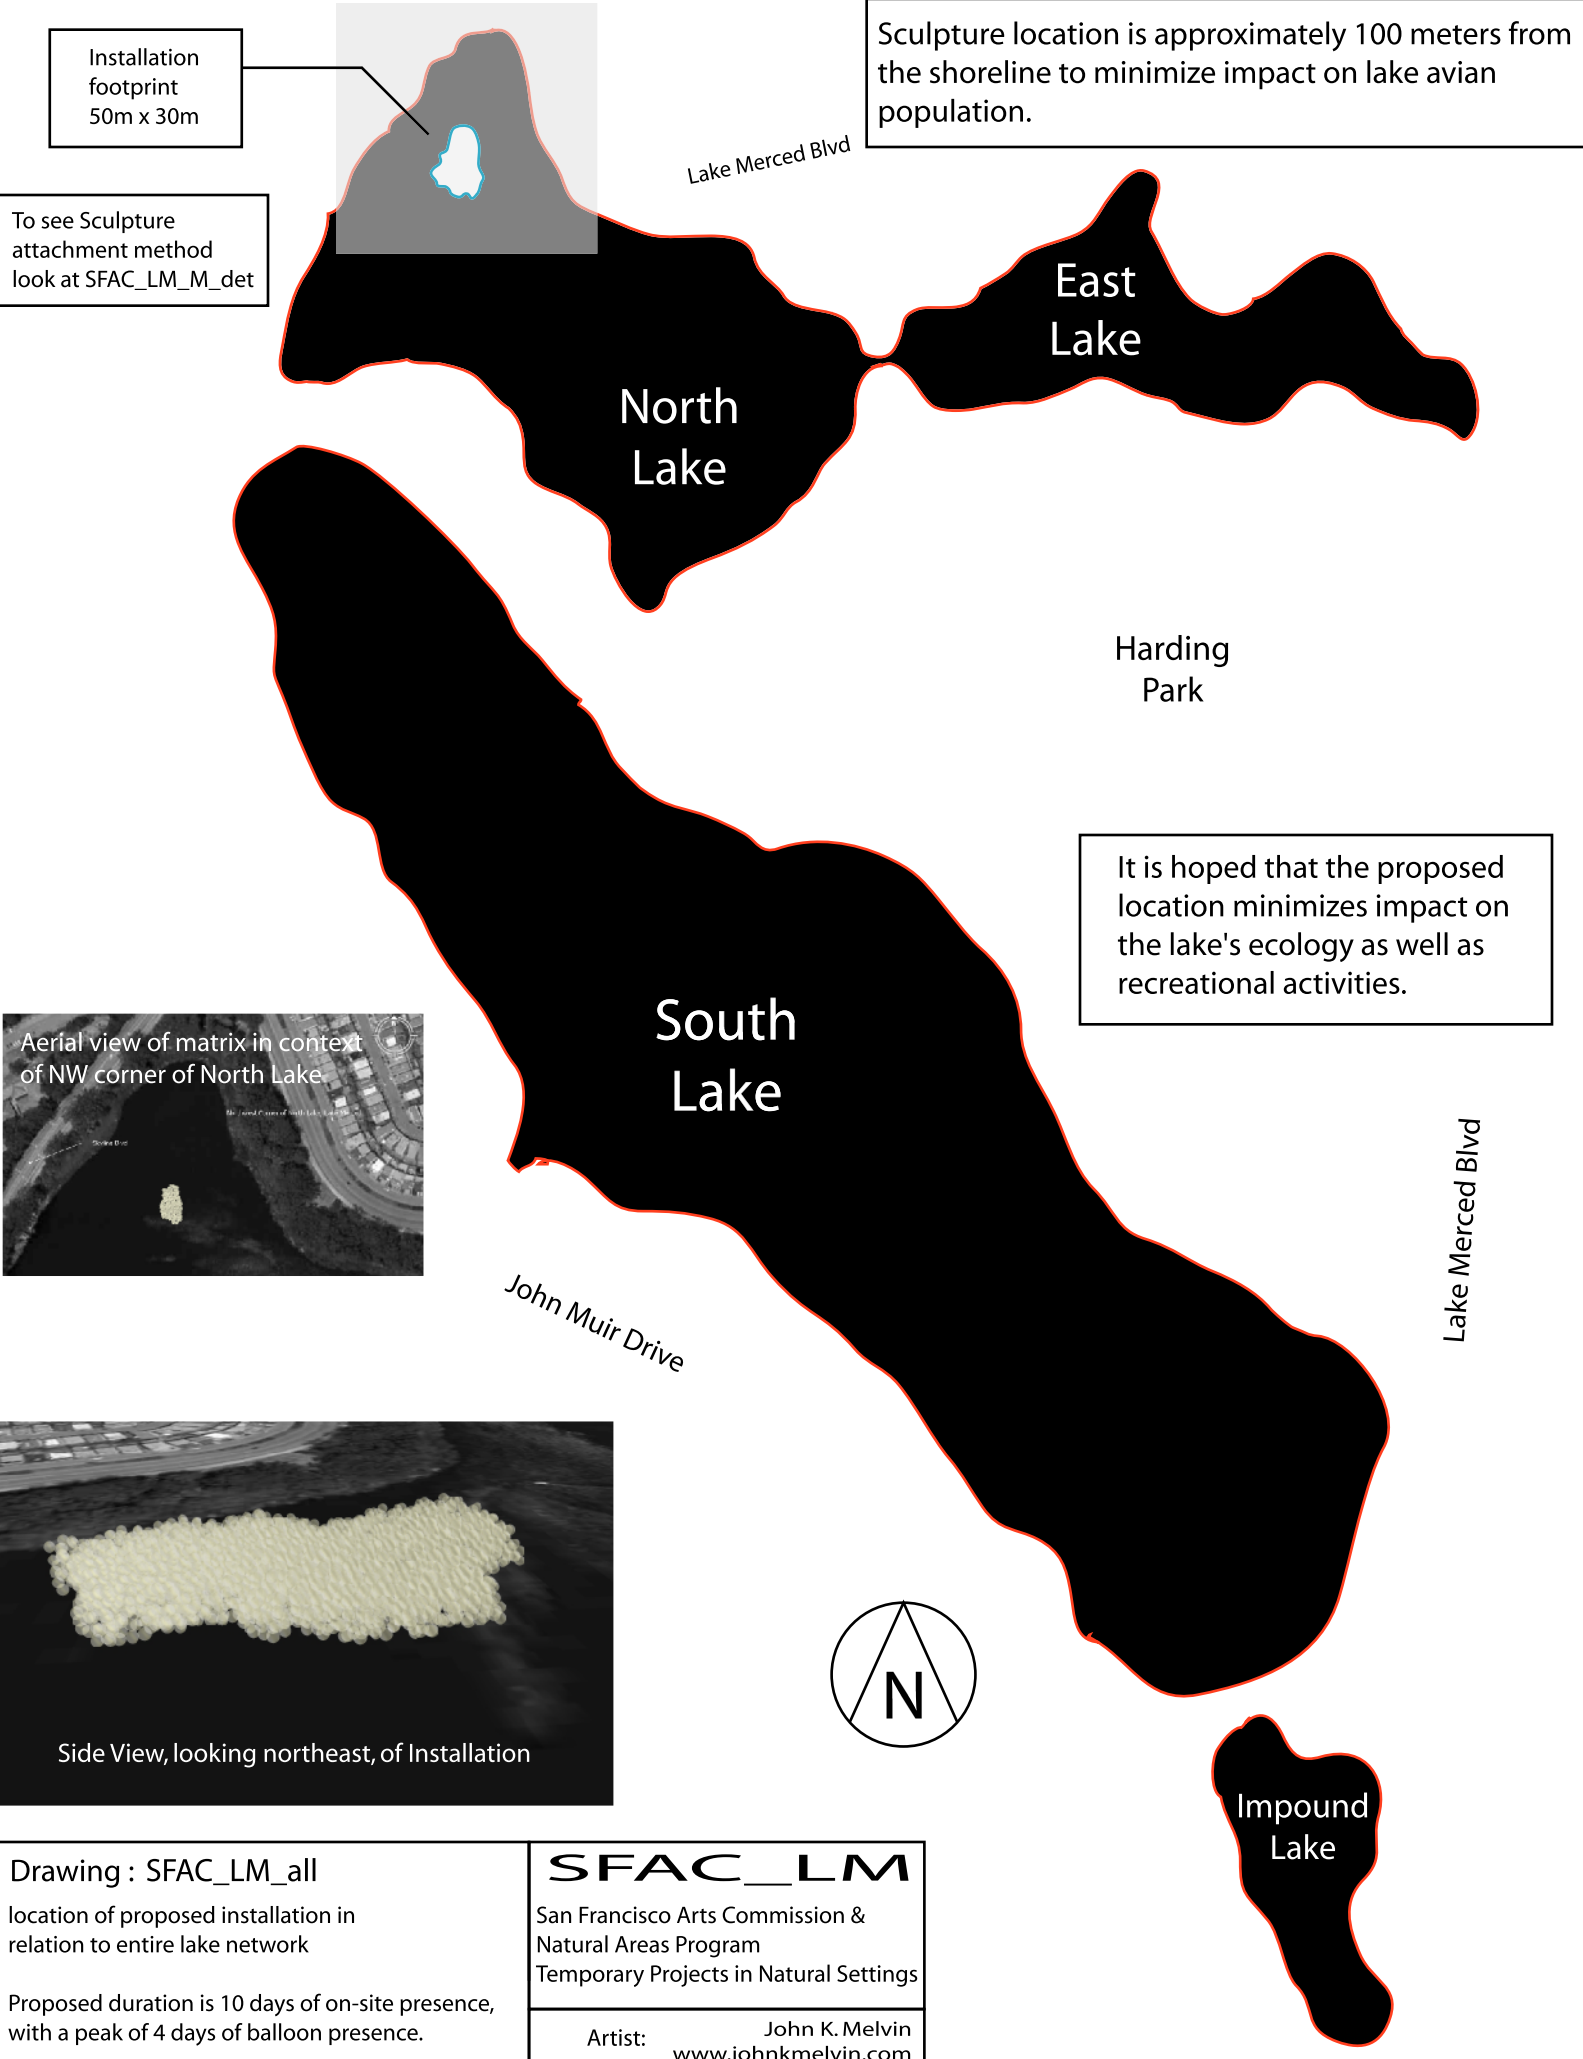 Installation
footprint
50m x 30m
Sculpture location is approximately 100 meters from
the shoreline to minimize impact on lake avian
population.
Lake Merced Blvd
To see Sculpture
attachment method
look at SFAC_LM_M_det
East
Lake
North
Lake
Harding
Park
It is hoped that the proposed
location minimizes impact on
the lake's ecology as well as
recreational activities.
South
Lake
Aerial view of matrix in context
of NW corner of North Lake
Skyline Blvd
Lake Merced Blvd
John Muir Drive
Side View, looking northeast, of Installation
N
Impound
Lake
Drawing : SFAC_LM_all
location of proposed installation in
relation to entire lake network
Proposed duration is 10 days of on-site presence,
with a peak of 4 days of balloon presence.
SFAC_LM
San Francisco Arts Commission &
Natural Areas Program
Temporary Projects in Natural Settings
Artist: John K. Melvin
www.johnkmelvin.com